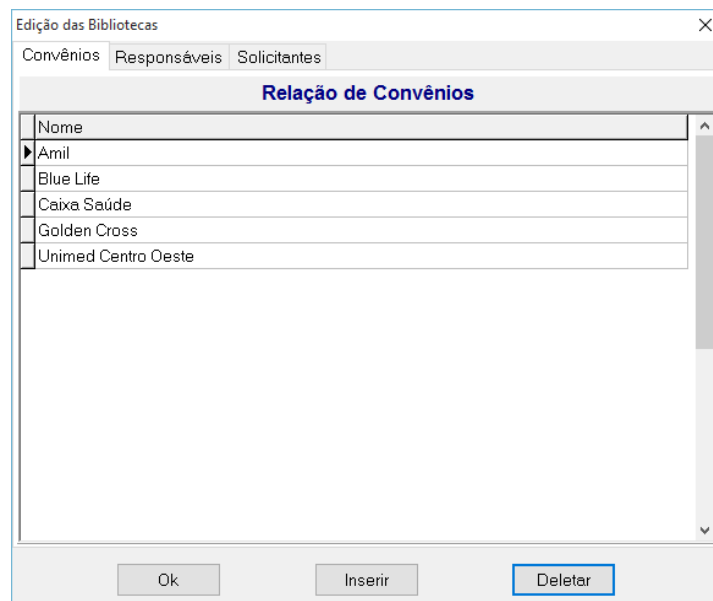 Edição das Bibliotecas
Convênios Responsáveis Solicitantes
Relação de Convênios
Nome
Amil
Blue Life
Caixa Saúde
Golden Cross
Unimed Centro Oeste
Ok Inserir Deletar